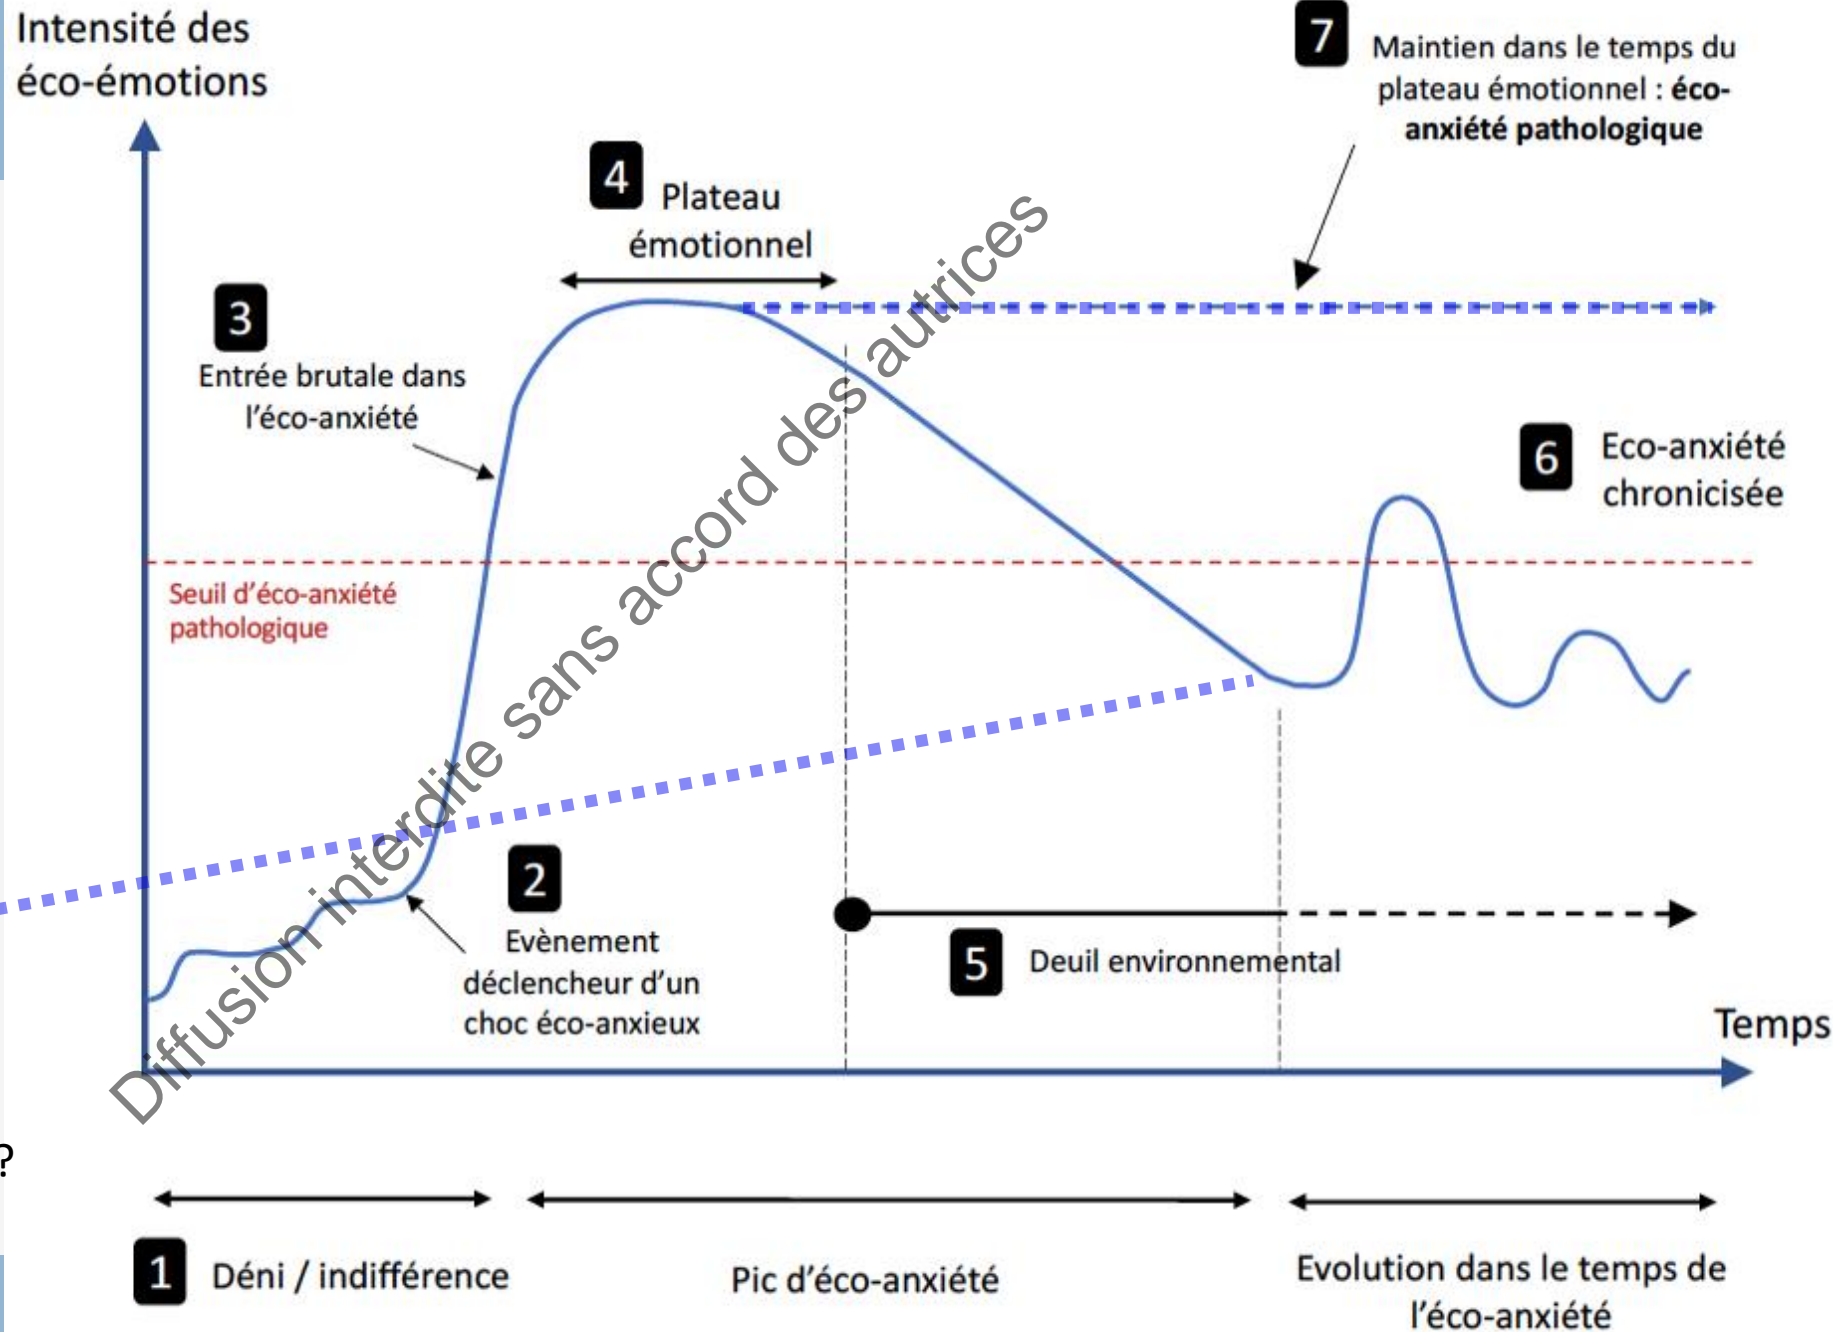 Intensité des
éco-émotions
7
Maintien dans le temps du
plateau émotionnel : éco-
anxiété pathologique
4
Plateau
émotionnel
3
Entrée brutale dans
l'éco-anxiété
6
Eco-anxiété
chronicisée
Seuil d'éco-anxiété
pathologique
Diffusion interdite sans accord des autrices
2
Evènement
déclencheur d'un
choc éco-anxieux
5
Deuil environnemental
Temps
?
1
Déni / indifférence
Pic d'éco-anxiété
Evolution dans le temps de
l'éco-anxiété